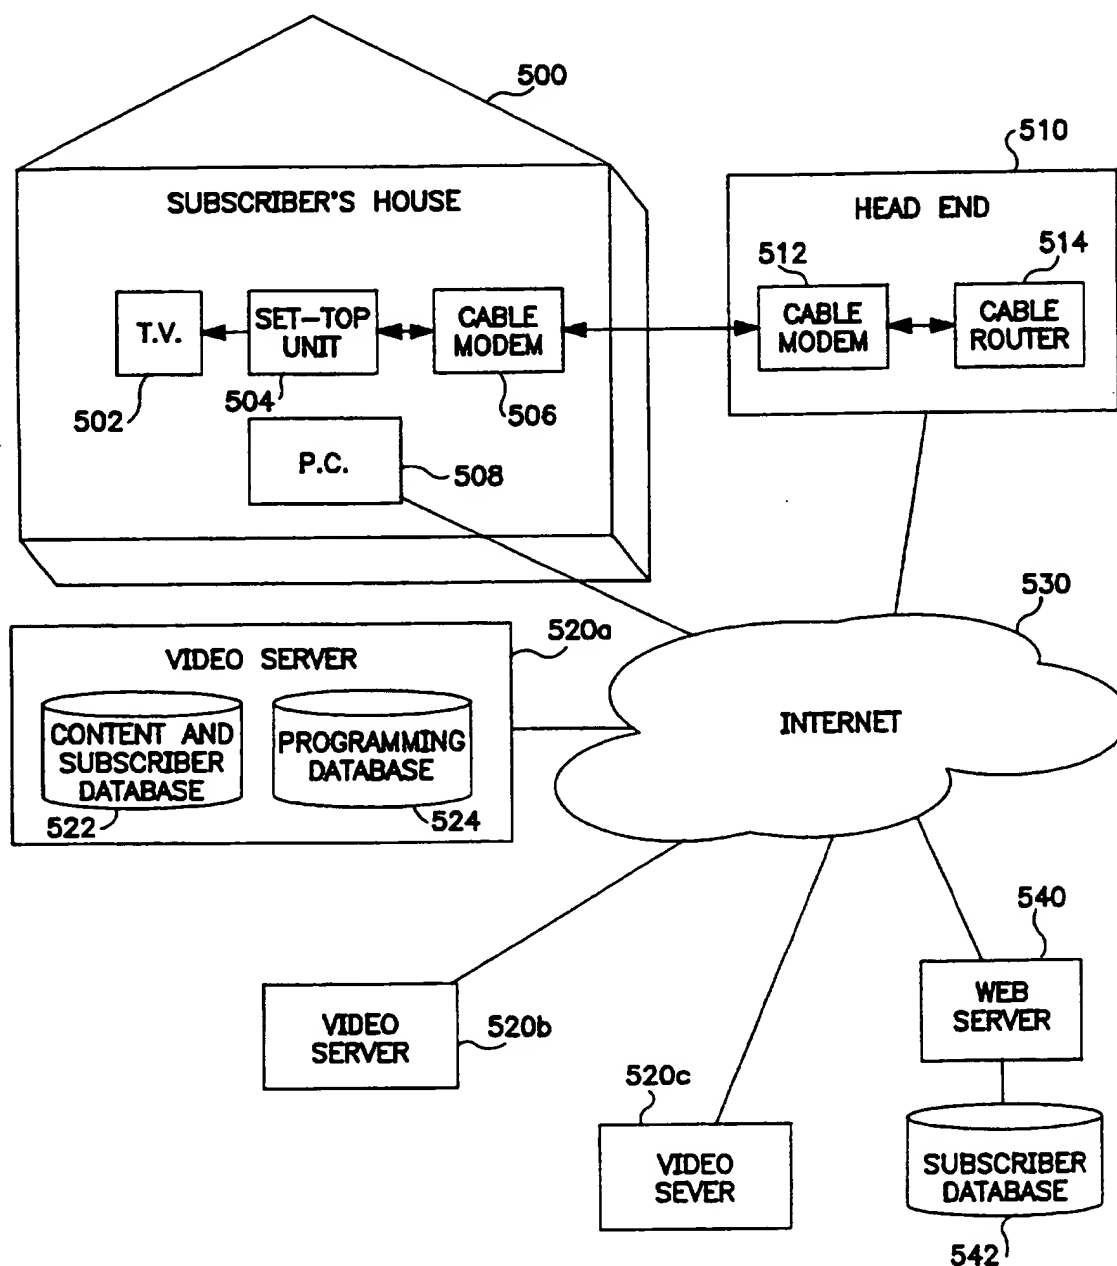 500
510
SUBSCRIBER'S HOUSE
HEAD END
512
514
T.V.
SET-TOP
UNIT
CABLE
MODEM
CABLE
MODEM
CABLE
ROUTER
502
504
506
P.C.
508
530
520a
VIDEO SERVER
CONTENT AND
SUBSCRIBER
DATABASE
PROGRAMMING
DATABASE
522
524
INTERNET
540
WEB
SERVER
VIDEO
SERVER
520b
520c
VIDEO
SEVER
SUBSCRIBER
DATABASE
542